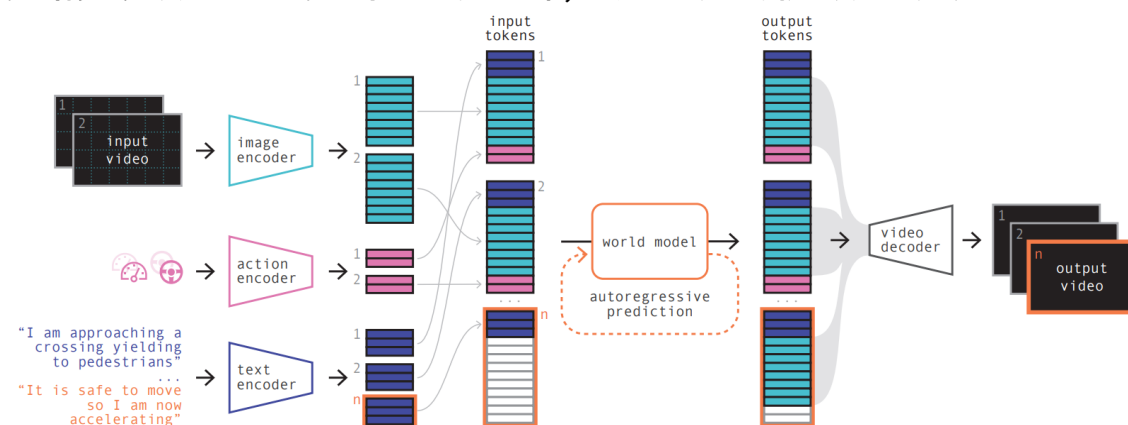 input
tokens
output
tokens
1
2
input
video
image
encoder
1
2
1
2
action
encoder
1
2
"I am approaching a
crossing yielding
to pedestrians"
...
"It is safe to move
so I am now
accelerating"
text
encoder
1
2
n
...
n
world model
autoregressive
prediction
...
video
decoder
1
2
n
output
video